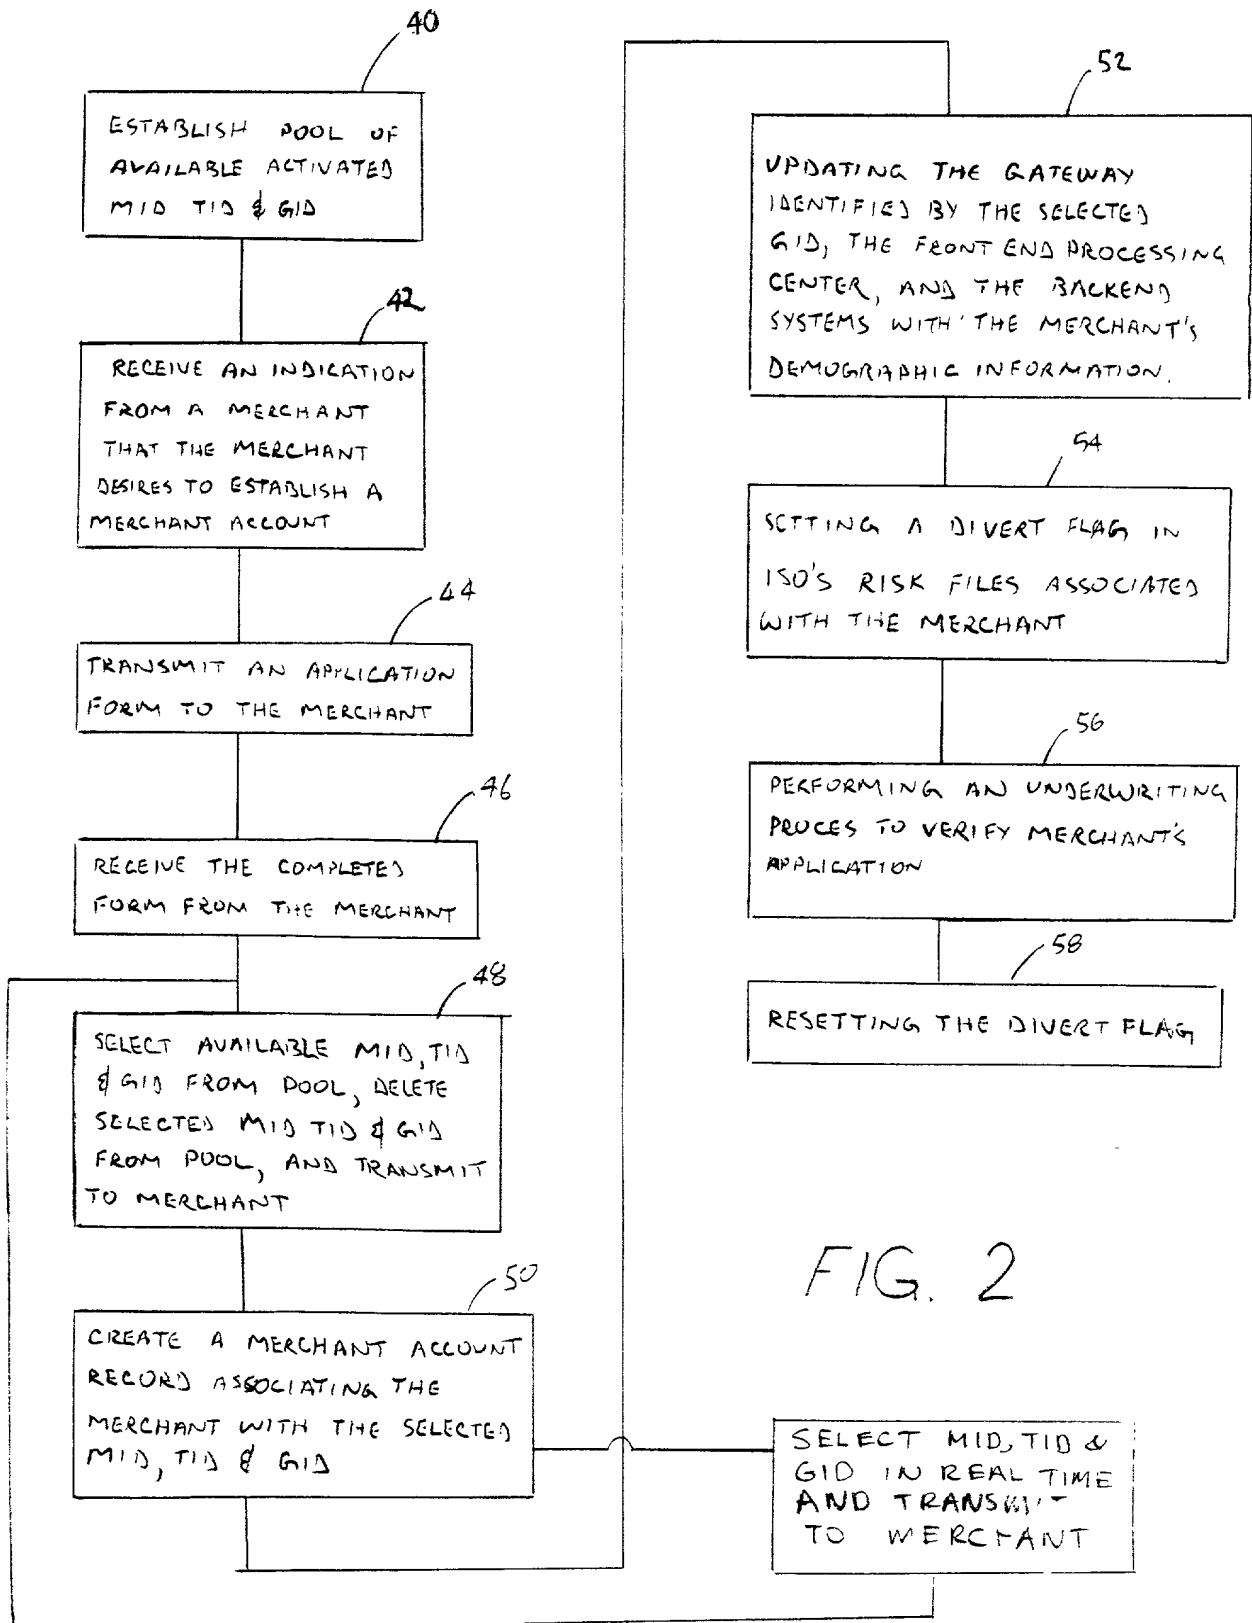 40
ESTABLISH POOL OF
AVAILABLE ACTIVATED
MID TID & GID
42
RECEIVE AN INDICATION
FROM A MERCHANT
THAT THE MERCHANT
DESIRES TO ESTABLISH A
MERCHANT ACCOUNT
44
TRANSMIT AN APPLICATION
FORM TO THE MERCHANT
46
RECEIVE THE COMPLETED
FORM FROM THE MERCHANT
48
SELECT AVAILABLE MID, TID
& GID FROM POOL, DELETE
SELECTED MID TID & GID
FROM POOL, AND TRANSMIT
TO MERCHANT
50
CREATE A MERCHANT ACCOUNT
RECORD ASSOCIATING THE
MERCHANT WITH THE SELECTED
MID, TID & GID
52
UPDATING THE GATEWAY
IDENTIFIED BY THE SELECTED
GID, THE FRONT END PROCESSING
CENTER, AND THE BACKEND
SYSTEMS WITH THE MERCHANT'S
DEMOGRAPHIC INFORMATION.
54
SETTING A DIVERT FLAG IN
ISO'S RISK FILES ASSOCIATED
WITH THE MERCHANT
56
PERFORMING AN UNDERWRITING
PROCES TO VERIFY MERCHANT'S
APPLICATION
58
RESETTING THE DIVERT FLAG
FIG. 2
SELECT MID, TID &
GID IN REAL TIME
AND TRANSMIT
TO MERCHANT